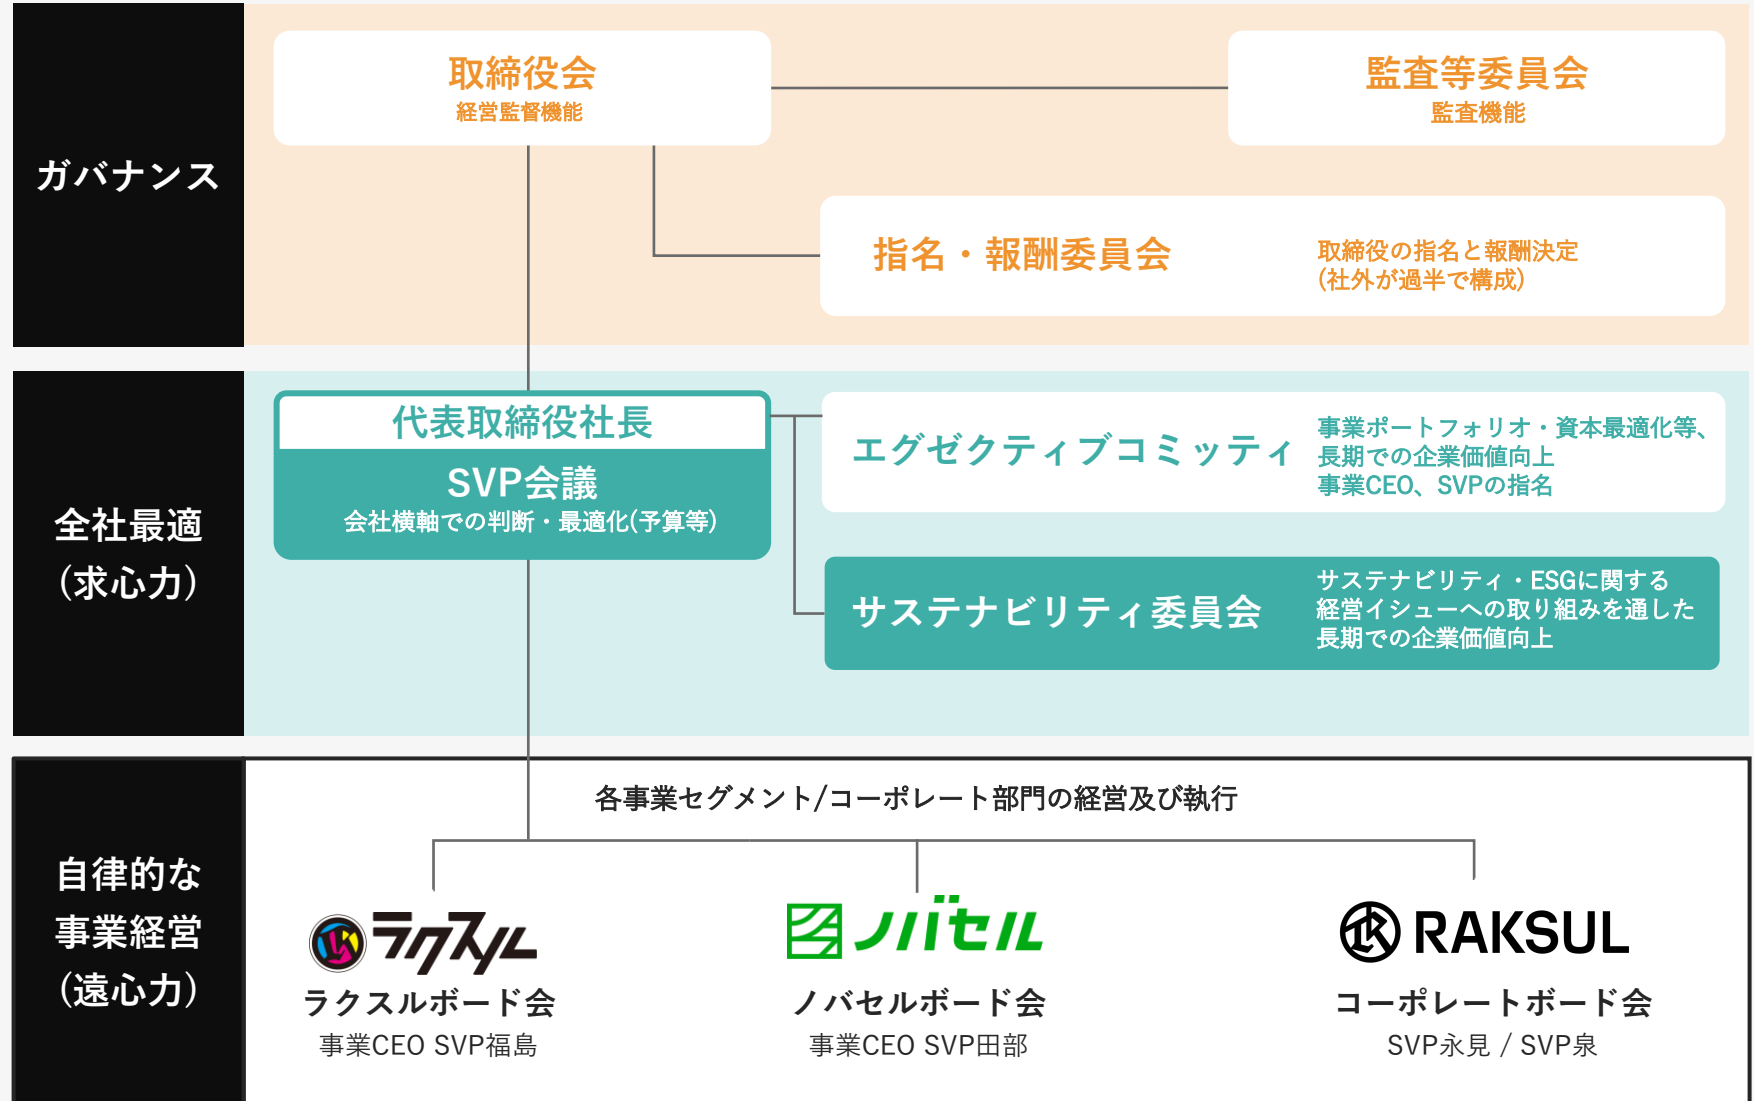 ガバナンス
取締役会
経営監督機能
監査等委員会
監査機能
指名・報酬委員会
取締役の指名と報酬決定
(社外が過半で構成)
全社最適
(求心力)
代表取締役社長
SVP会議
会社横軸での判断・最適化(予算等)
エグゼクティブコミッティ
事業ポートフォリオ・資本最適化等、
長期での企業価値向上
事業CEO、SVPの指名
サステナビリティ委員会
サステナビリティ・ESGに関する
経営イシューへの取り組みを通した
長期での企業価値向上
自律的な
事業経営
(遠心力)
各事業セグメント/コーポレート部門の経営及び執行
ラクスル
ラクスルボード会
事業CEO SVP福島
ノバセル
ノバセルボード会
事業CEO SVP田部
RAKSUL
コーポレートボード会
SVP永見 / SVP泉